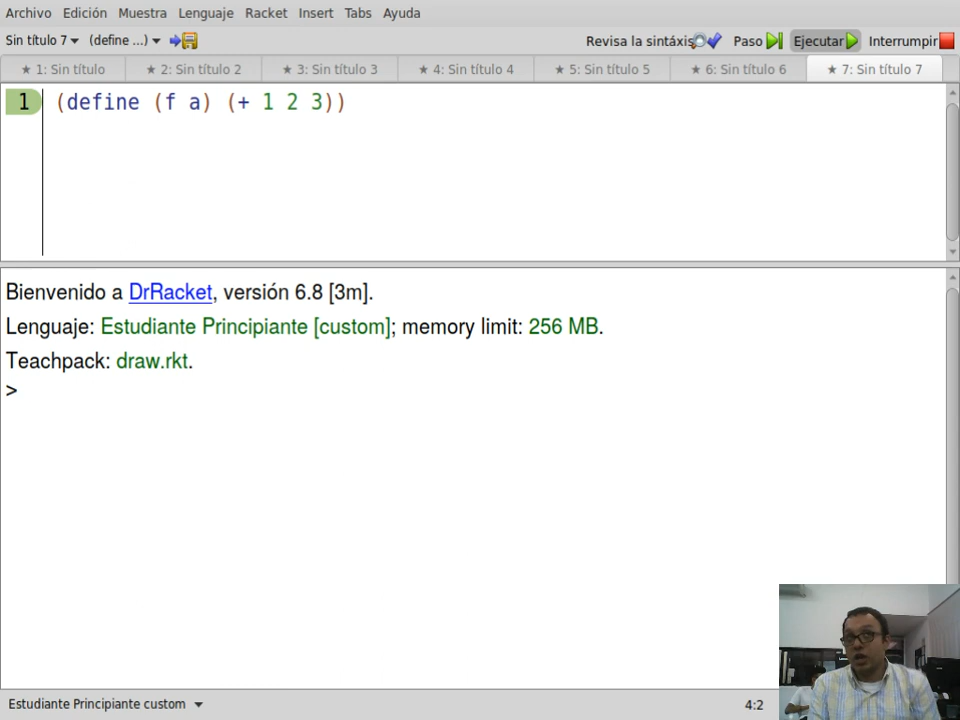 Archivo Edición Muestra Lenguaje Racket Insert Tabs Ayuda
Sin título 7 (define ...) Revisa la sintáxis Paso Ejecutar Interrumpir
★ 1: Sin título ★ 2: Sin título 2 ★ 3: Sin título 3 ★ 4: Sin título 4 ★ 5: Sin título 5 ★ 6: Sin título 6 ★ 7: Sin título 7
1 (define (f a) (+ 1 2 3))
Bienvenido a DrRacket, versión 6.8 [3m].
Lenguaje: Estudiante Principiante [custom]; memory limit: 256 MB.
Teachpack: draw.rkt.
>
Estudiante Principiante custom 4:2